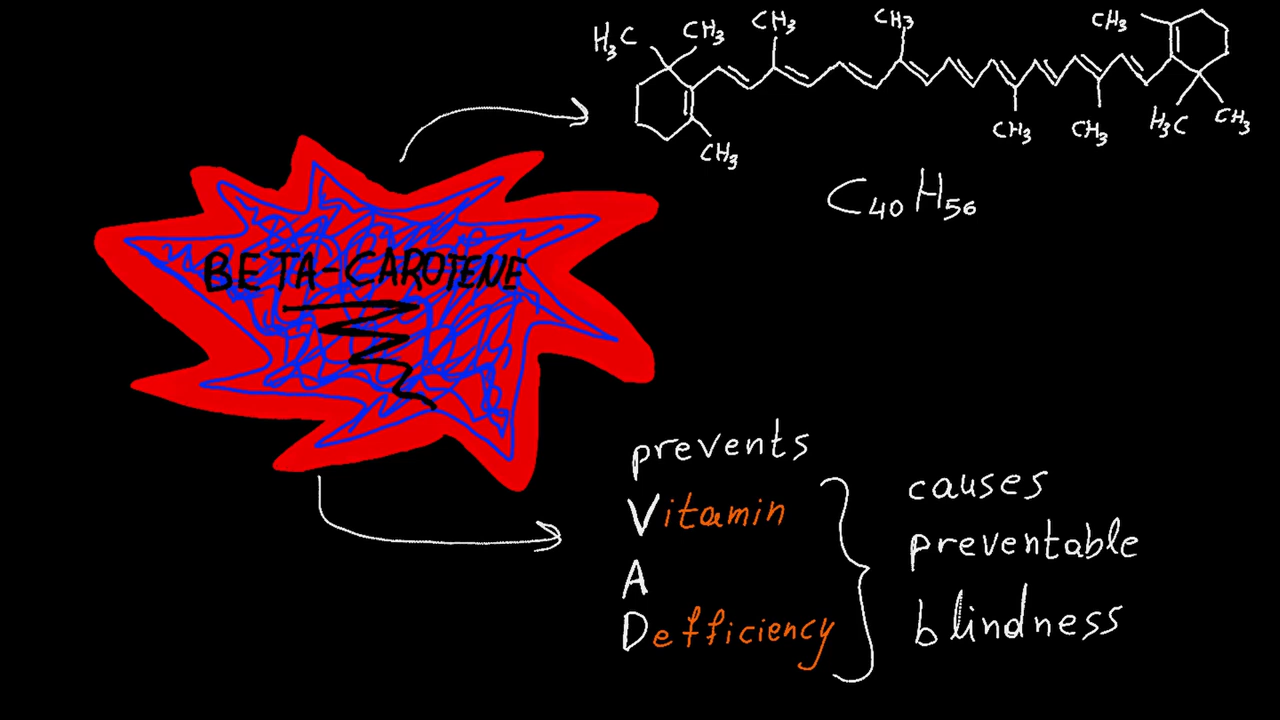 CH₃ CH₃ CH₃
H₃C CH₃
CH₃ CH₃ CH₃ H₃C CH₃
C₄₀H₅₆
BETA-CAROTENE
prevents
Vitamin
A
Defficiency
causes
preventable
blindness